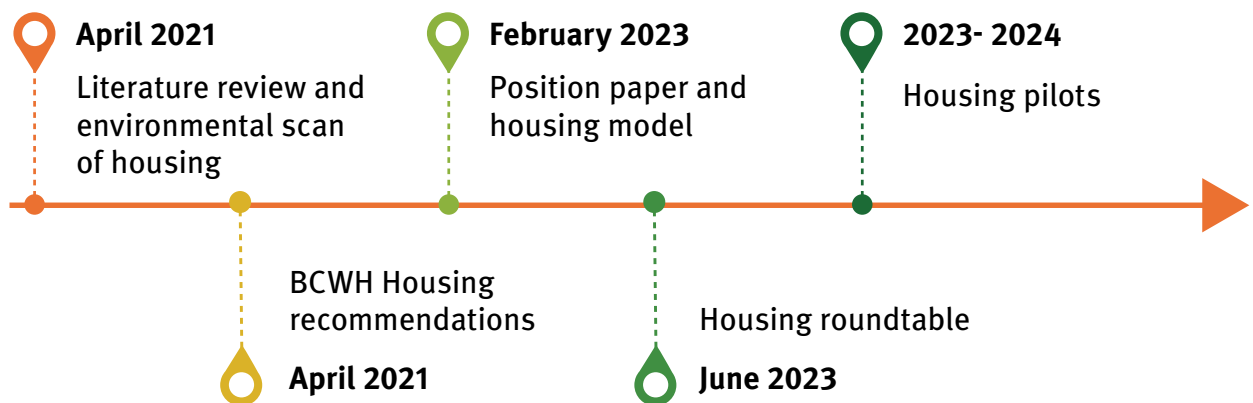 April 2021
Literature review and
environmental scan
of housing
February 2023
Position paper and
housing model
2023- 2024
Housing pilots
BCWH Housing
recommendations
April 2021
Housing roundtable
June 2023